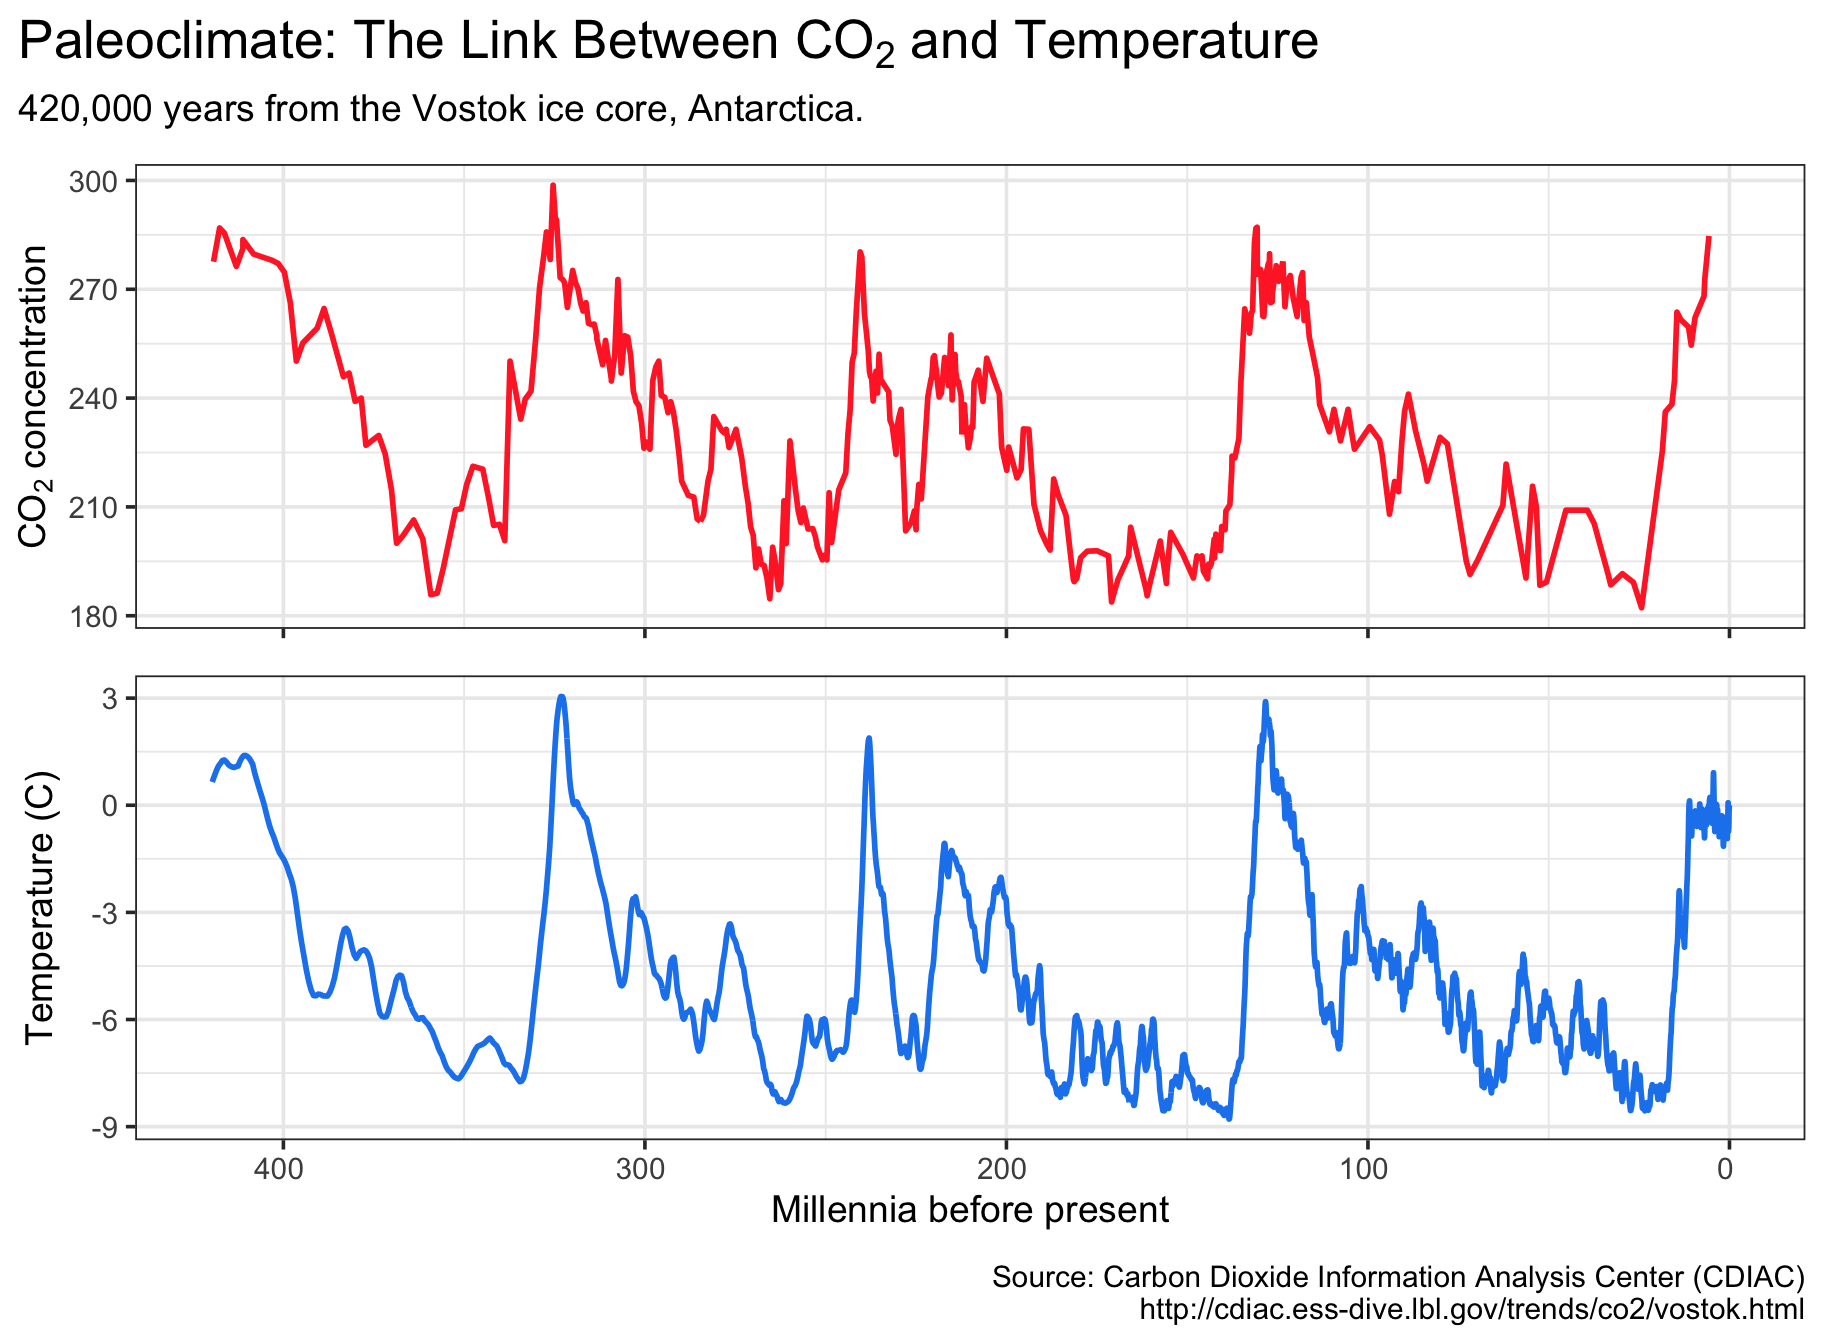 Paleoclimate: The Link Between CO₂ and Temperature
420,000 years from the Vostok ice core, Antarctica.
CO₂ concentration
300
270
240
210
180
Temperature (C)
3
0
-3
-6
-9
400 300 200 100 0
Millennia before present
Source: Carbon Dioxide Information Analysis Center (CDIAC)
http://cdiac.ess-dive.lbl.gov/trends/co2/vostok.html